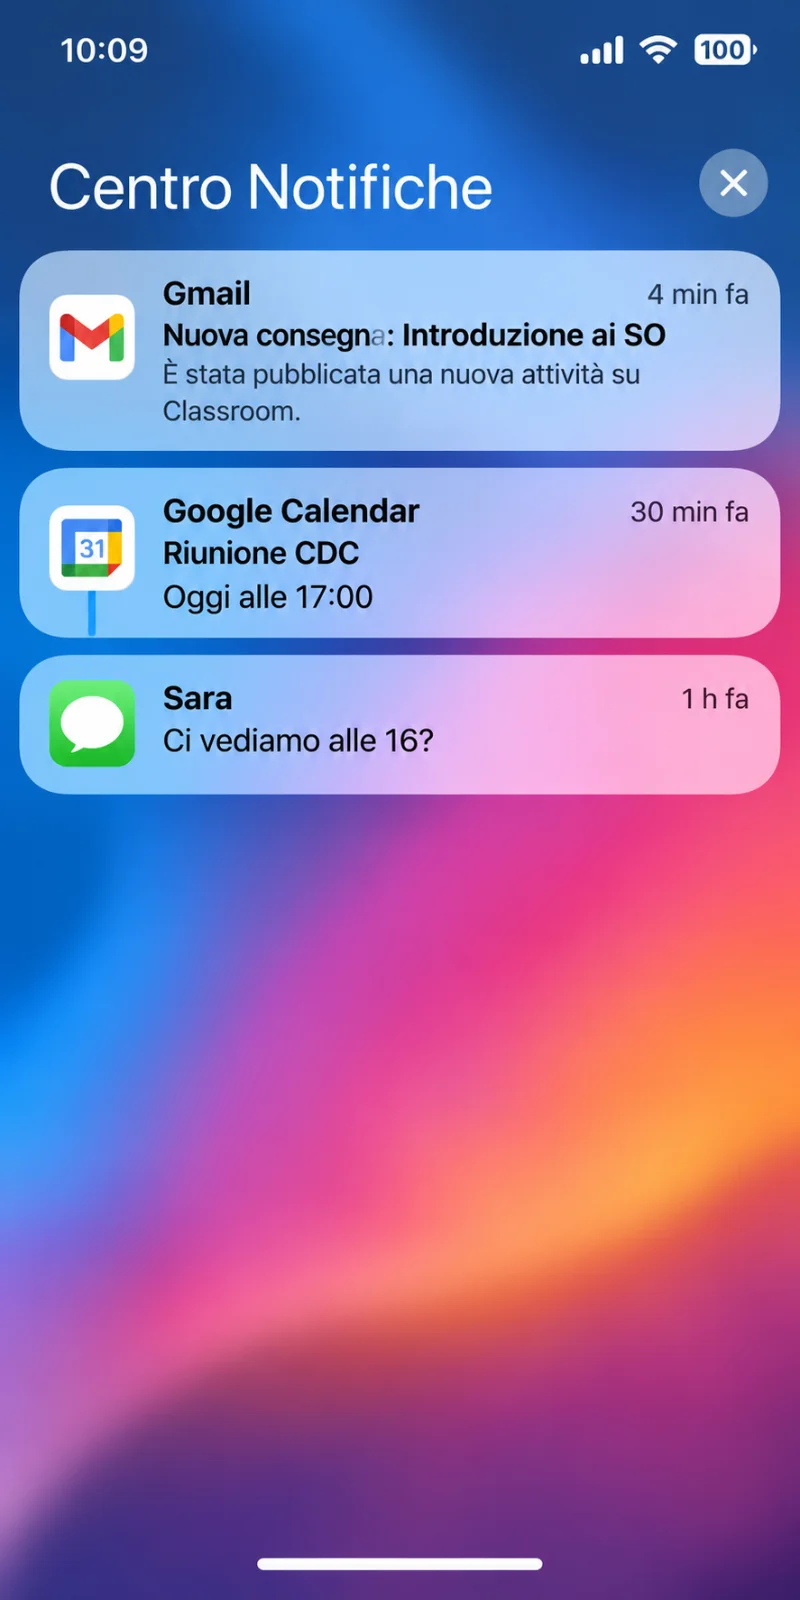 10:09
100
Centro Notifiche
Gmail
4 min fa
Nuova consegna: Introduzione ai SO
È stata pubblicata una nuova attività su
Classroom.
31
Google Calendar
30 min fa
Riunione CDC
Oggi alle 17:00
Sara
1 h fa
Ci vediamo alle 16?